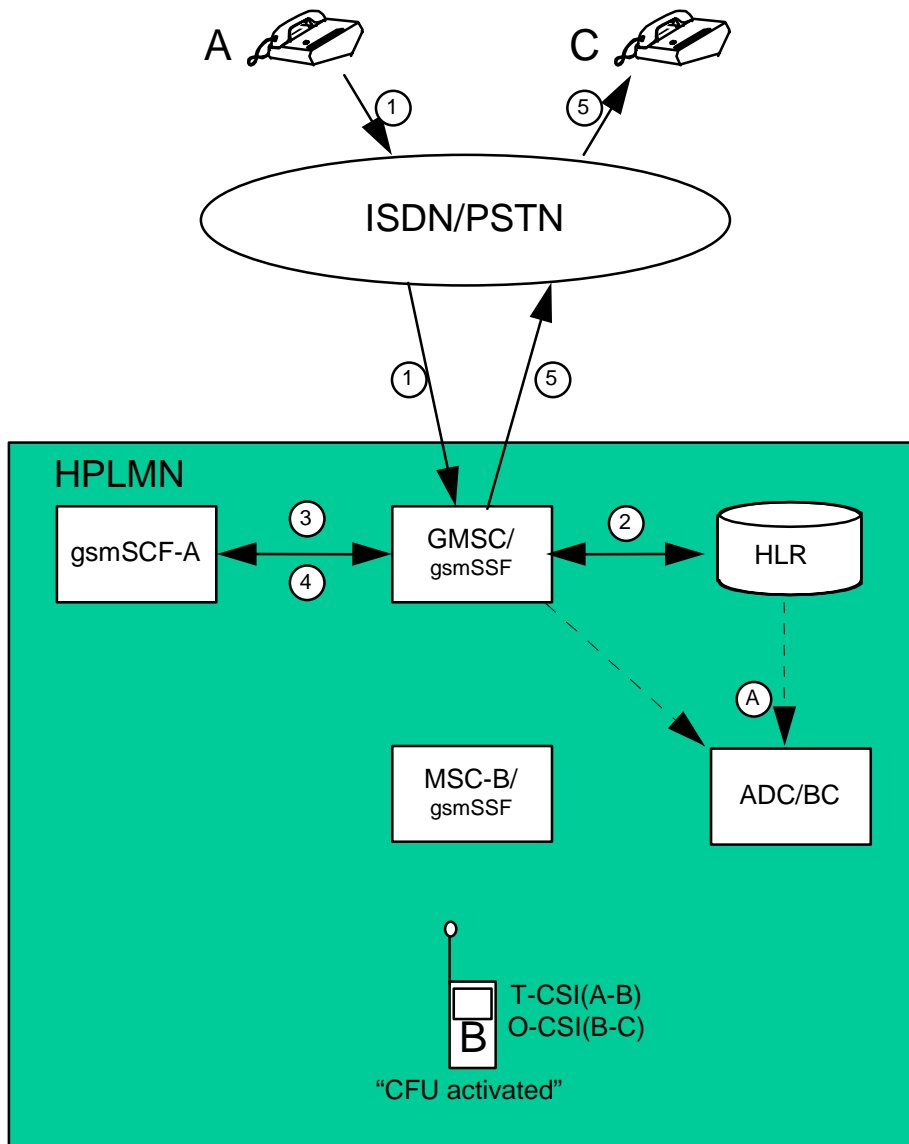 A
C
1
5
ISDN/PSTN
1
5
HPLMN
gsmSCF-A
3
4
GMSC/
gsmSSF
2
HLR
A
MSC-B/
gsmSSF
ADC/BC
B
T-CSI(A-B)
O-CSI(B-C)
“CFU activated”